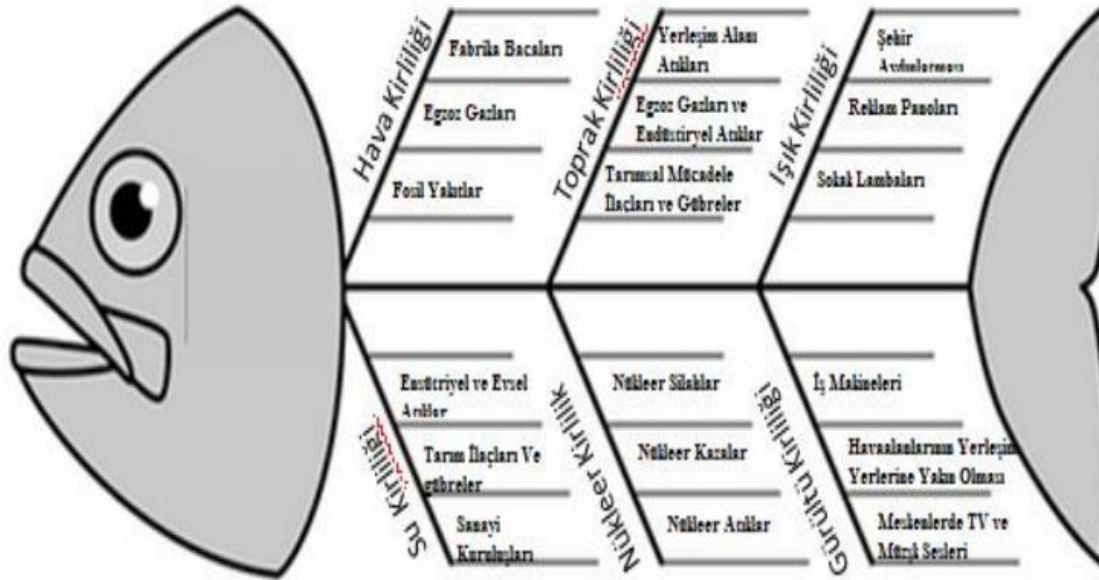 Hava Kirliliği
Fabrika Bacaları
Egzoz Gazları
Fosil Yakıtlar
Toprak Kirliliği
Yerleşim Alanı
Atıkları
Egzoz Gazları ve
Endüstiryel Atıklar
Tarımsal Mücadele
İlaçları ve Gübreler
Işık Kirliliği
Şehir
Reklam Panoları
Sokak Lambaları
Su Kirliliği
Ensütriyel ve Evsel
Atıklar
Tarım İlaçları Ve
gübreler
Sanayi
Kuruluşları
Nükleer Kirlilik
Nükleer Silahlar
Nükleer Kazalar
Nükleer Atıklar
Gürültü Kirliliği
İş Makineleri
Havaalanlarının Yerleşim
Yerlerine Yakın Olması
Meskenlerde TV ve
Müzik Sesleri